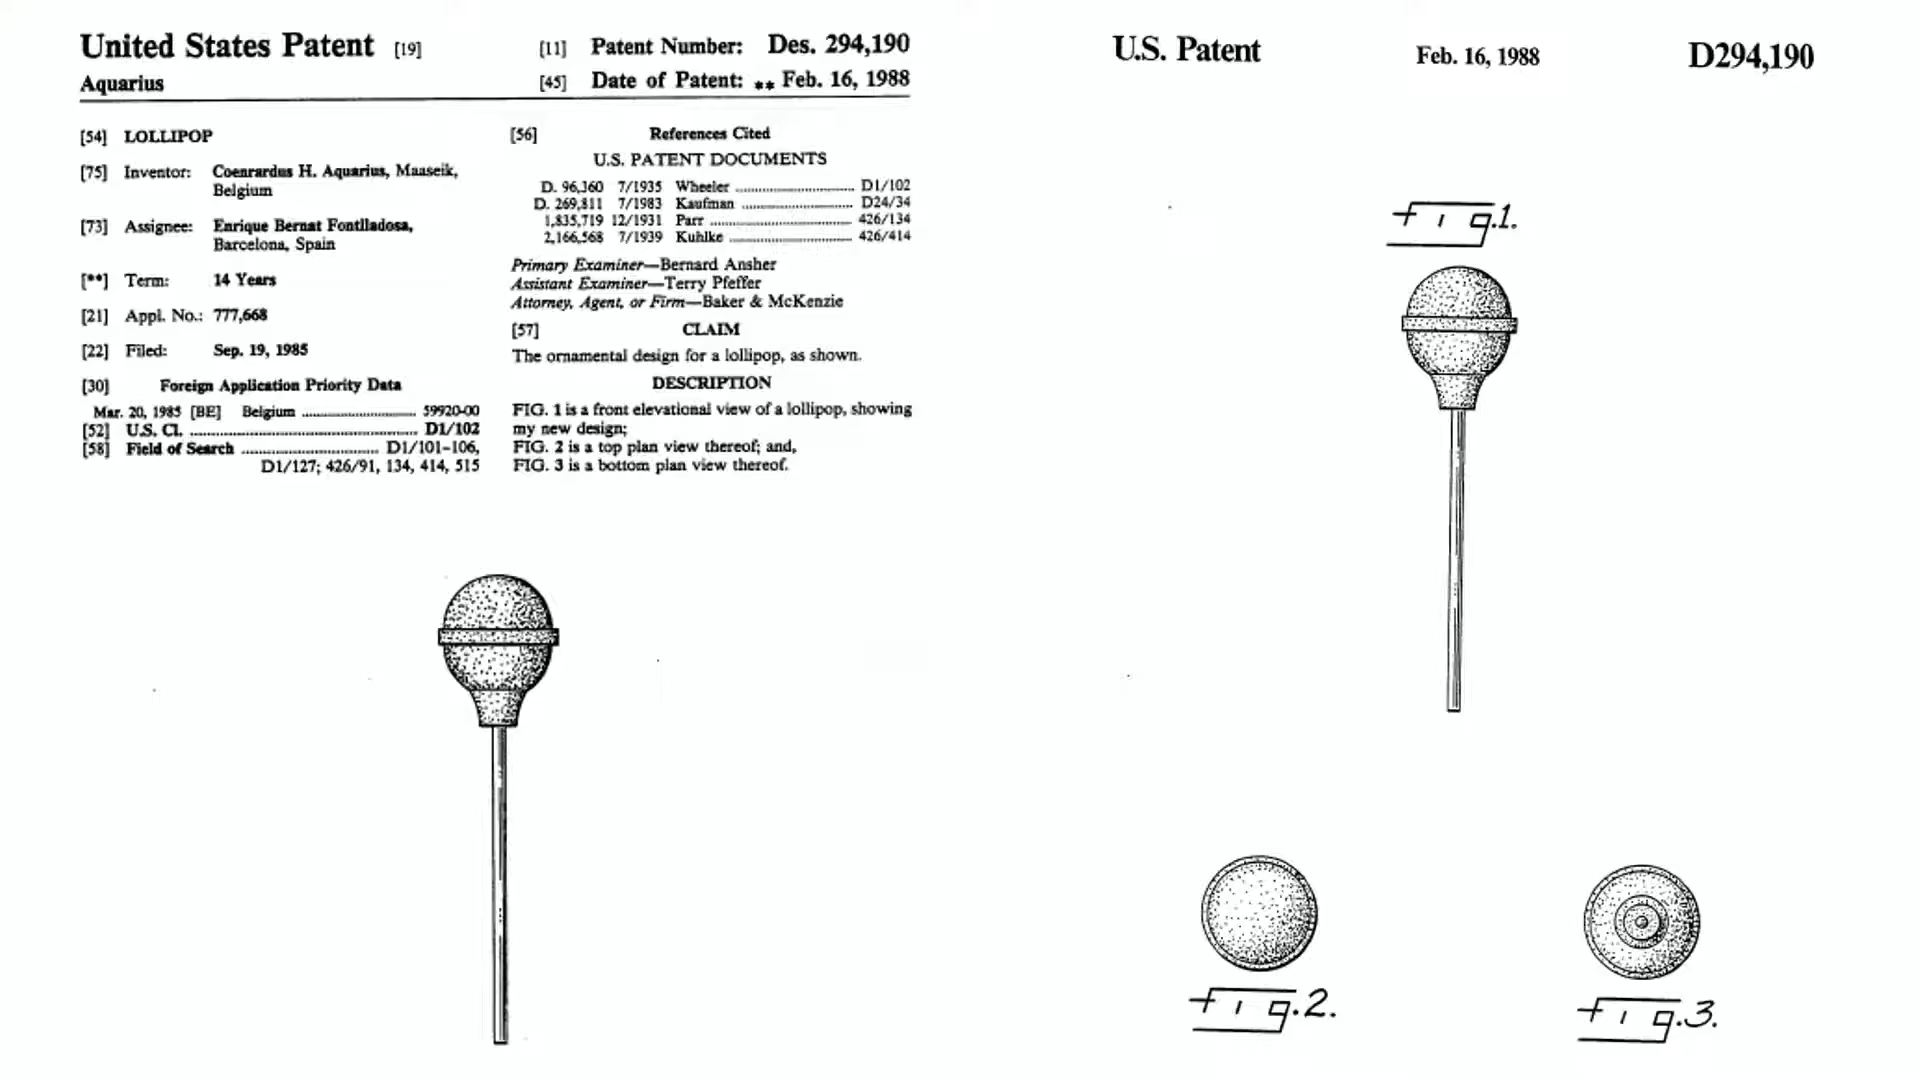 United States Patent [19]
Aquarius
[11] Patent Number: Des. 294,190
[45] Date of Patent: ** Feb. 16, 1988
[54] LOLLIPOP
[75] Inventor: Coenrardus H. Aquarius, Maaseik,
Belgium
[73] Assignee: Enrique Bernat Fontlladosa,
Barcelona, Spain
[**] Term: 14 Years
[21] Appl. No.: 777,668
[22] Filed: Sep. 19, 1985
[30] Foreign Application Priority Data
Mar. 20, 1985 [BE] Belgium .......................... 59920-00
[52] U.S. Cl. .................................................... D1/102
[58] Field of Search ............................... D1/101-106,
D1/127; 426/91, 134, 414, 515
[56] References Cited
U.S. PATENT DOCUMENTS
D. 96,360 7/1935 Wheeler ............................... D1/102
D. 269,811 7/1983 Kaufman ............................. D24/34
1,835,719 12/1931 Parr ..................................... 426/134
2,166,568 7/1939 Kuhlke ................................ 426/414
Primary Examiner—Bernard Ansher
Assistant Examiner—Terry Pfeffer
Attorney, Agent, or Firm—Baker & McKenzie
[57] CLAIM
The ornamental design for a lollipop, as shown.
DESCRIPTION
FIG. 1 is a front elevational view of a lollipop, showing
my new design;
FIG. 2 is a top plan view thereof; and,
FIG. 3 is a bottom plan view thereof.
U.S. Patent Feb. 16, 1988 D294,190
fig.1.
fig.2.
fig.3.